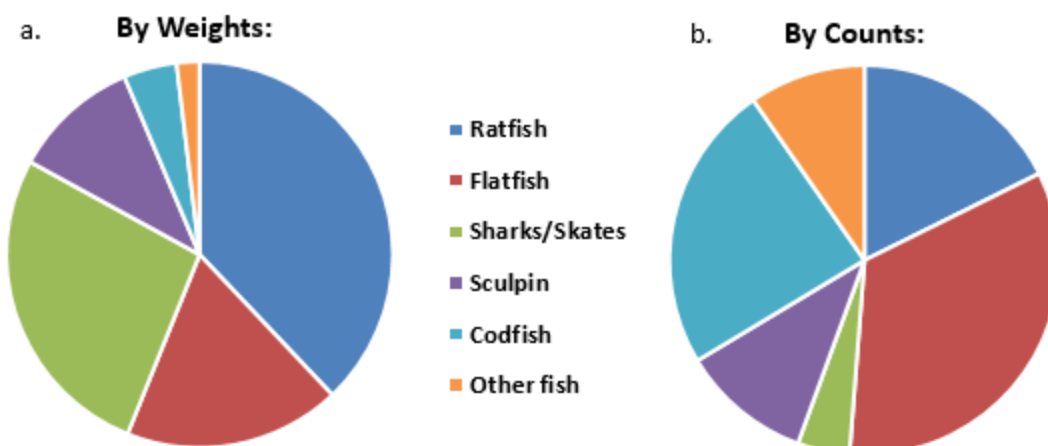 a.
By Weights:
b.
By Counts:
Ratfish
Flatfish
Sharks/Skates
Sculpin
Codfish
Other fish